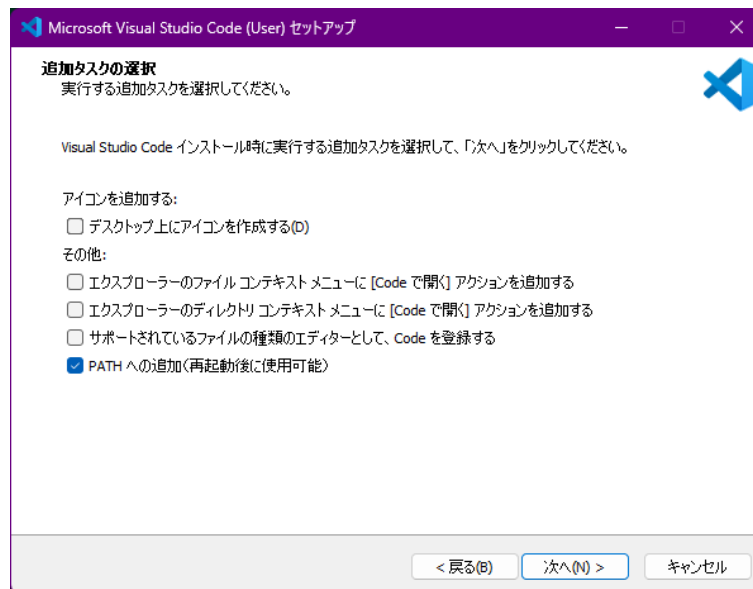 Microsoft Visual Studio Code (User) セットアップ
追加タスクの選択
実行する追加タスクを選択してください。
Visual Studio Code インストール時に実行する追加タスクを選択して、「次へ」をクリックしてください。
アイコンを追加する:
デスクトップ上にアイコンを作成する(D)
その他:
エクスプローラーのファイル コンテキスト メニューに [Code で開く] アクションを追加する
エクスプローラーのディレクトリ コンテキスト メニューに [Code で開く] アクションを追加する
サポートされているファイルの種類のエディターとして、Code を登録する
PATH への追加（再起動後に使用可能）
< 戻る(B) 次へ(N) > キャンセル